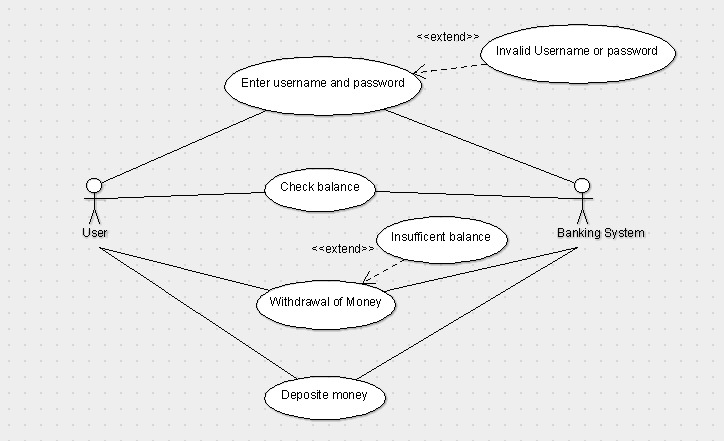 <<extend>>
Invalid Username or password
Enter username and password
Check balance
User
Banking System
Insufficent balance
<<extend>>
Withdrawal of Money
Deposite money